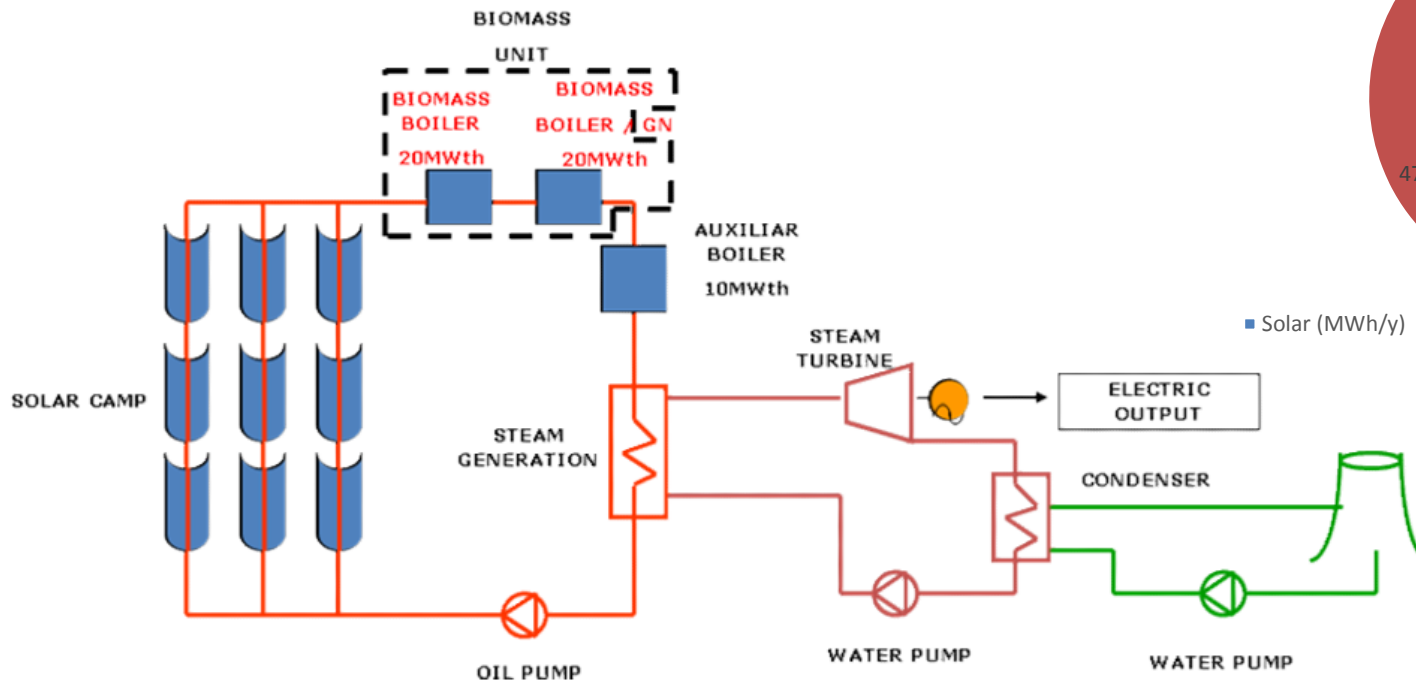 BIOMASS
UNIT
BIOMASS
BOILER
20MWth
BIOMASS
BOILER / GN
20MWth
AUXILIAR
BOILER
10MWth
47
Solar (MWh/y)
STEAM
TURBINE
SOLAR CAMP
ELECTRIC
OUTPUT
STEAM
GENERATION
CONDENSER
OIL PUMP
WATER PUMP
WATER PUMP